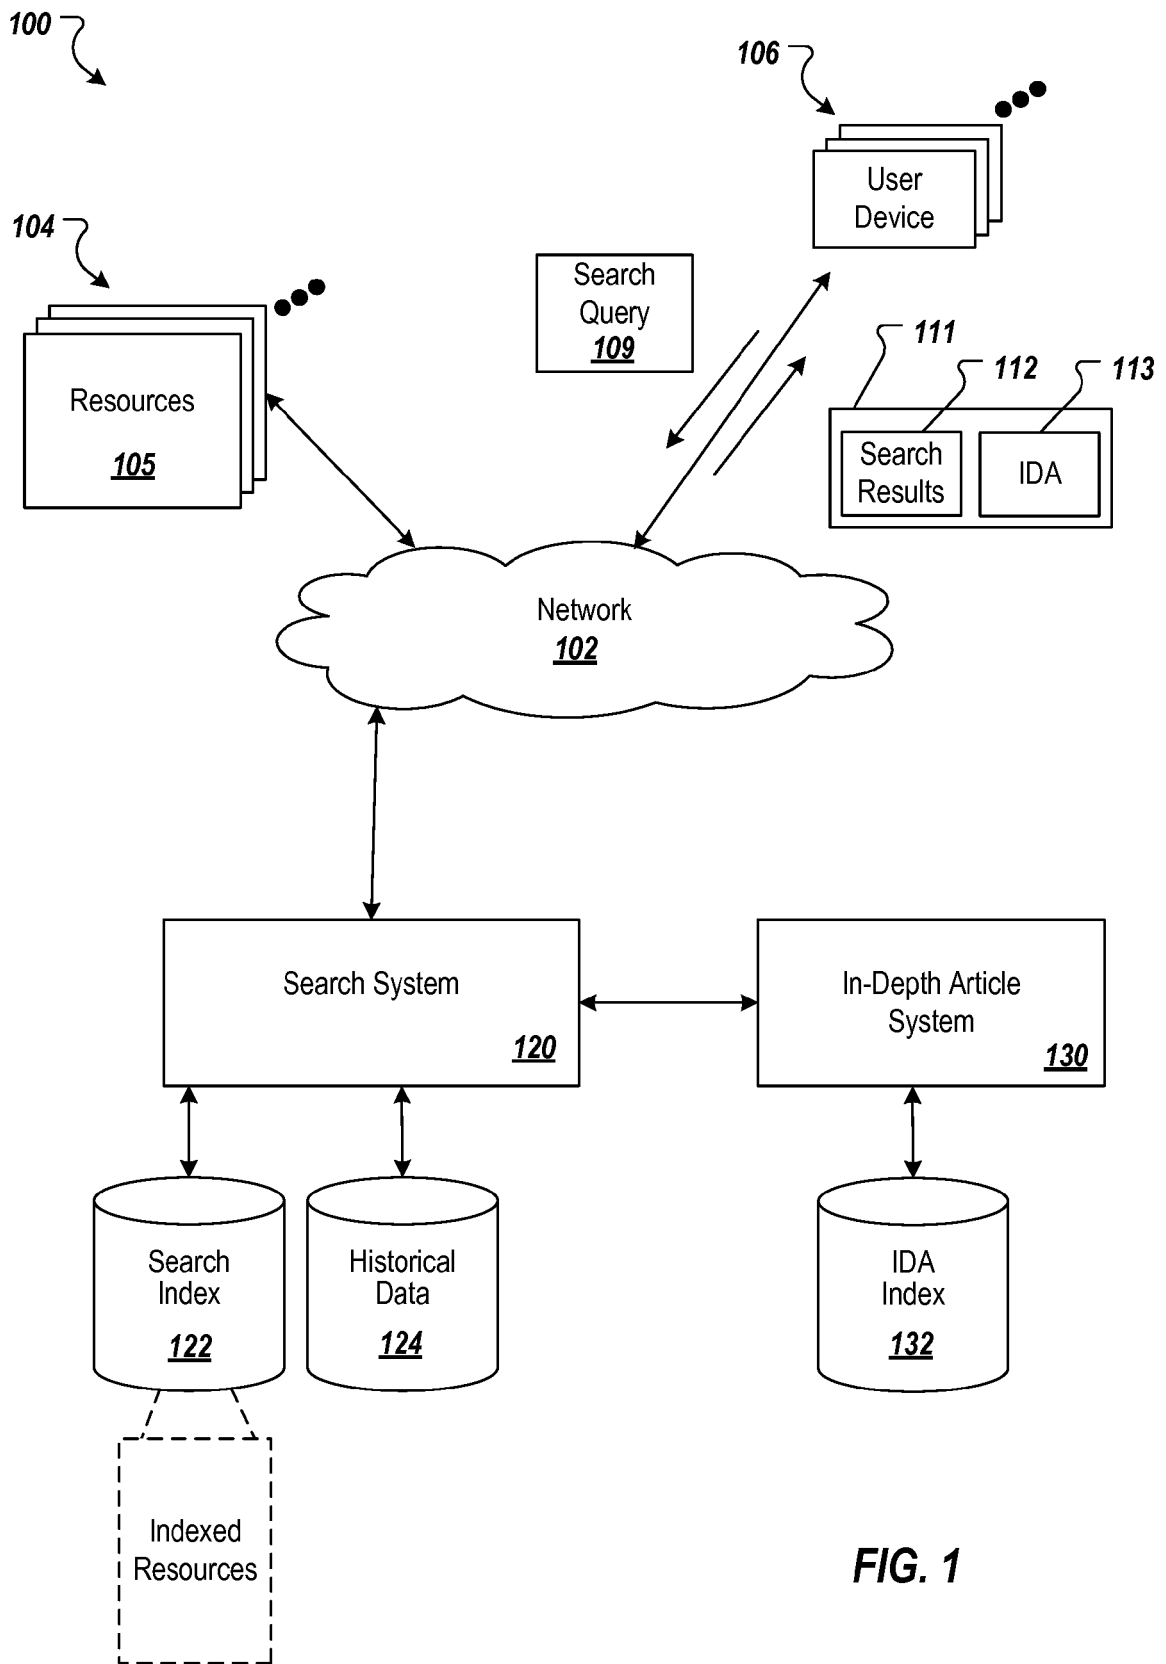 100
106
User
Device
104
Search
Query
109
111
112
113
Resources
105
Search
Results
IDA
Network
102
Search System
120
In-Depth Article
System
130
Search
Index
122
Historical
Data
124
IDA
Index
132
Indexed
Resources
FIG. 1